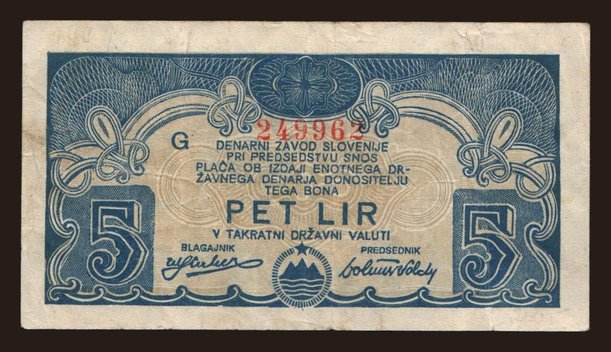 249962
G
DENARNI ZAVOD SLOVENIJE
PRI PREDSEDSTVU SNOS
PLAČA OB IZDAJI ENOTNEGA DR-
ŽAVNEGA DENARJA DONOSITELJU
TEGA BONA
PET LIR
V TAKRATNI DRŽAVNI VALUTI
BLAGAJNIK PREDSEDNIK
5 5